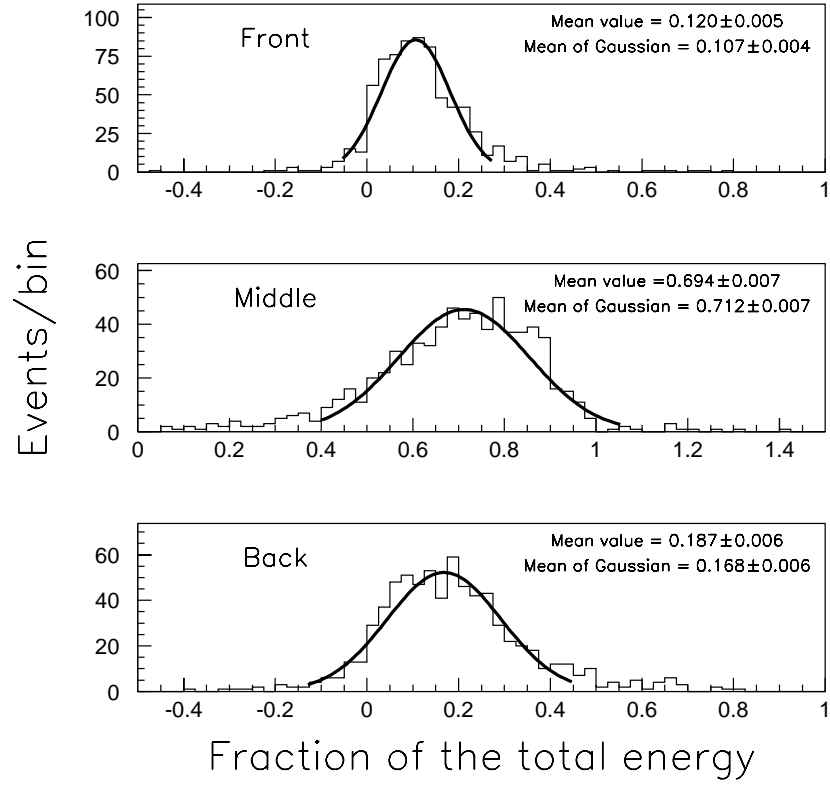 Front
Mean value = 0.120±0.005
Mean of Gaussian = 0.107±0.004
100
75
50
25
0
-0.4 -0.2 0 0.2 0.4 0.6 0.8 1
Events/bin
Middle
Mean value =0.694±0.007
Mean of Gaussian = 0.712±0.007
60
40
20
0
0 0.2 0.4 0.6 0.8 1 1.2 1.4
Back
Mean value = 0.187±0.006
Mean of Gaussian = 0.168±0.006
60
40
20
0
-0.4 -0.2 0 0.2 0.4 0.6 0.8 1
Fraction of the total energy